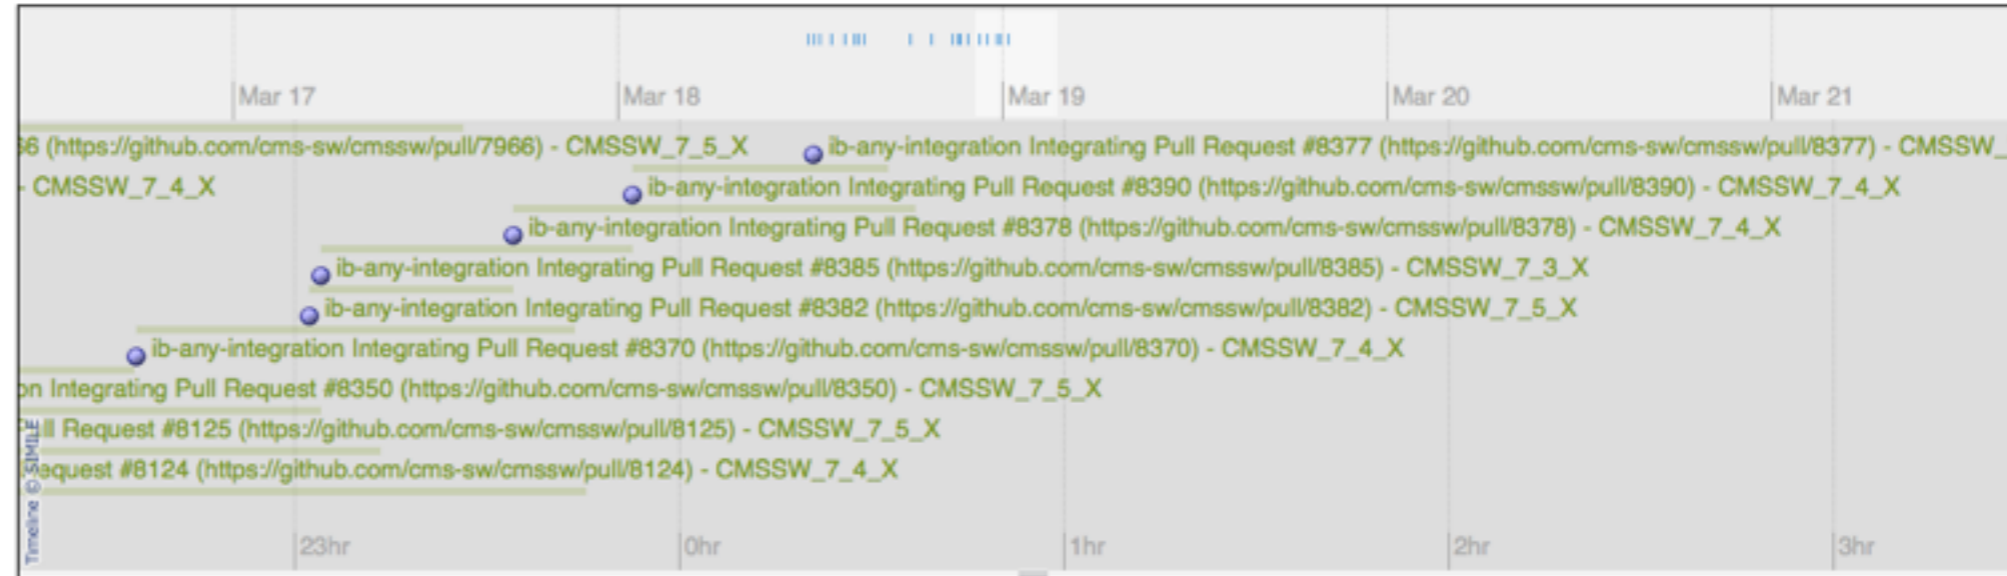 Mar 17 Mar 18 Mar 19 Mar 20 Mar 21
66 (https://github.com/cms-sw/cmssw/pull/7966) - CMSSW_7_5_X ib-any-integration Integrating Pull Request #8377 (https://github.com/cms-sw/cmssw/pull/8377) - CMSSW_
- CMSSW_7_4_X ib-any-integration Integrating Pull Request #8390 (https://github.com/cms-sw/cmssw/pull/8390) - CMSSW_7_4_X
ib-any-integration Integrating Pull Request #8378 (https://github.com/cms-sw/cmssw/pull/8378) - CMSSW_7_4_X
ib-any-integration Integrating Pull Request #8385 (https://github.com/cms-sw/cmssw/pull/8385) - CMSSW_7_3_X
ib-any-integration Integrating Pull Request #8382 (https://github.com/cms-sw/cmssw/pull/8382) - CMSSW_7_5_X
ib-any-integration Integrating Pull Request #8370 (https://github.com/cms-sw/cmssw/pull/8370) - CMSSW_7_4_X
on Integrating Pull Request #8350 (https://github.com/cms-sw/cmssw/pull/8350) - CMSSW_7_5_X
ull Request #8125 (https://github.com/cms-sw/cmssw/pull/8125) - CMSSW_7_5_X
equest #8124 (https://github.com/cms-sw/cmssw/pull/8124) - CMSSW_7_4_X
Timeline © SIMILE
23hr 0hr 1hr 2hr 3hr